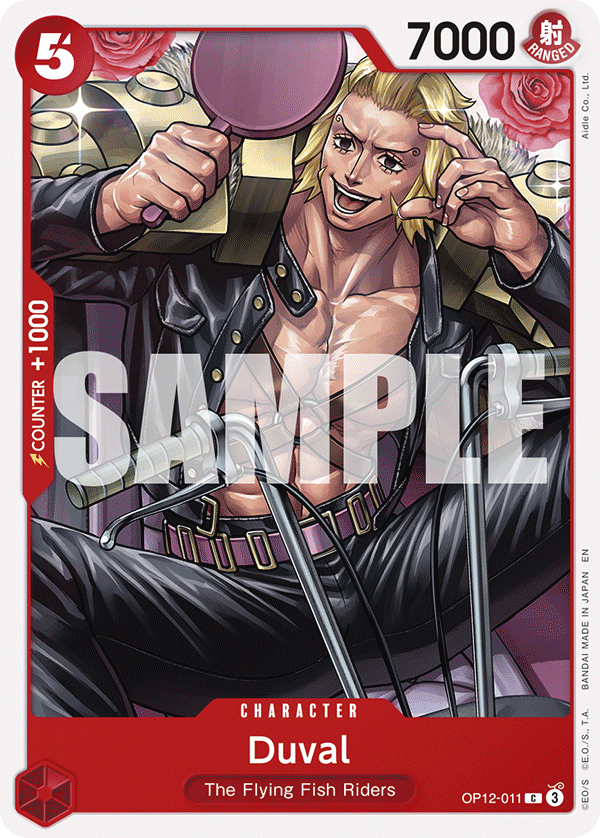 5
7000
射
RANGED
Aidle Co., Ltd.
COUNTER +1000
SAMPLE
BANDAI MADE IN JAPAN EN
©E.O./S., T.A.
©EO/S
CHARACTER
Duval
The Flying Fish Riders
OP12-011 C 3